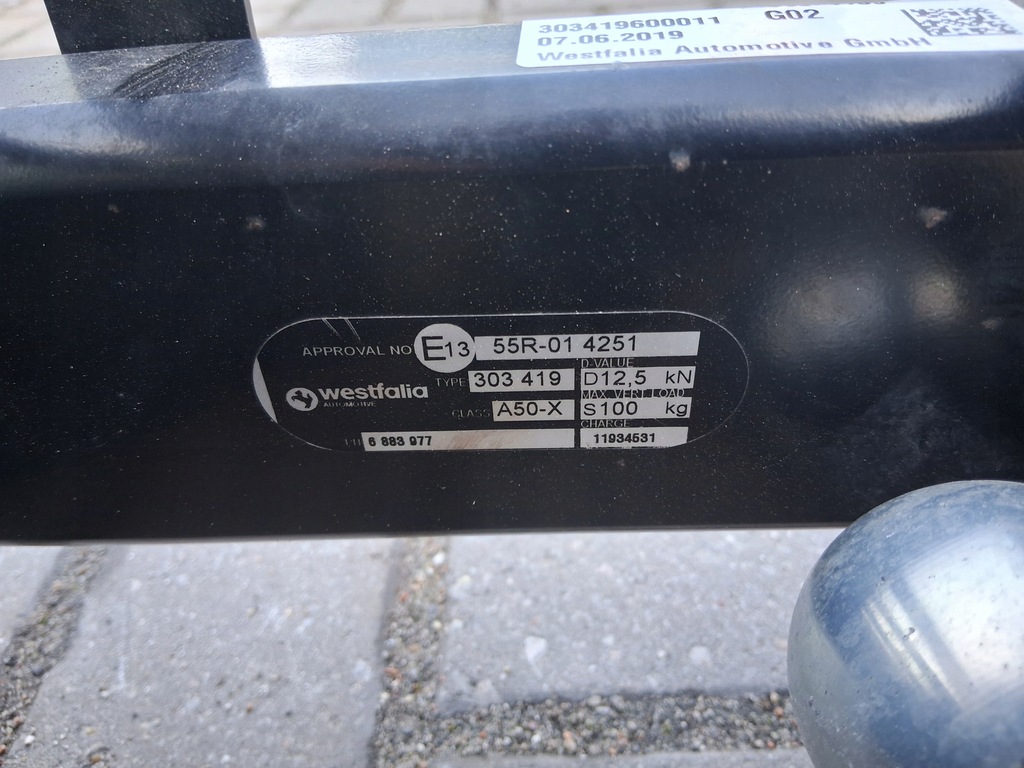 303419600011 G02
07.06.2019
Westfalia Automotive GmbH
APPROVAL NO E13 55R-01 4251
D.VALUE
TYPE 303 419 D12,5 kN
westfalia
AUTOMOTIVE
MAX VERT LOAD
CLASS A50-X S100 kg
CHARGE
6 883 977 11934531